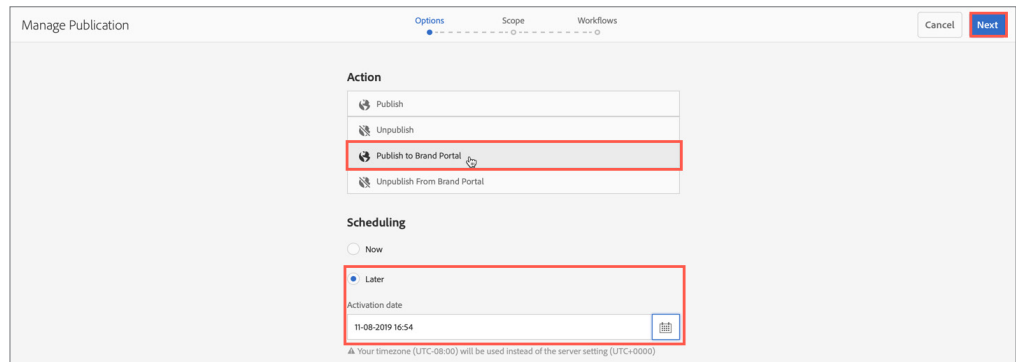 Manage Publication
Options Scope Workflows
Cancel Next
Action
Publish
Unpublish
Publish to Brand Portal
Unpublish From Brand Portal
Scheduling
Now
Later
Activation date
11-08-2019 16:54
Your timezone (UTC-08:00) will be used instead of the server setting (UTC+0000)